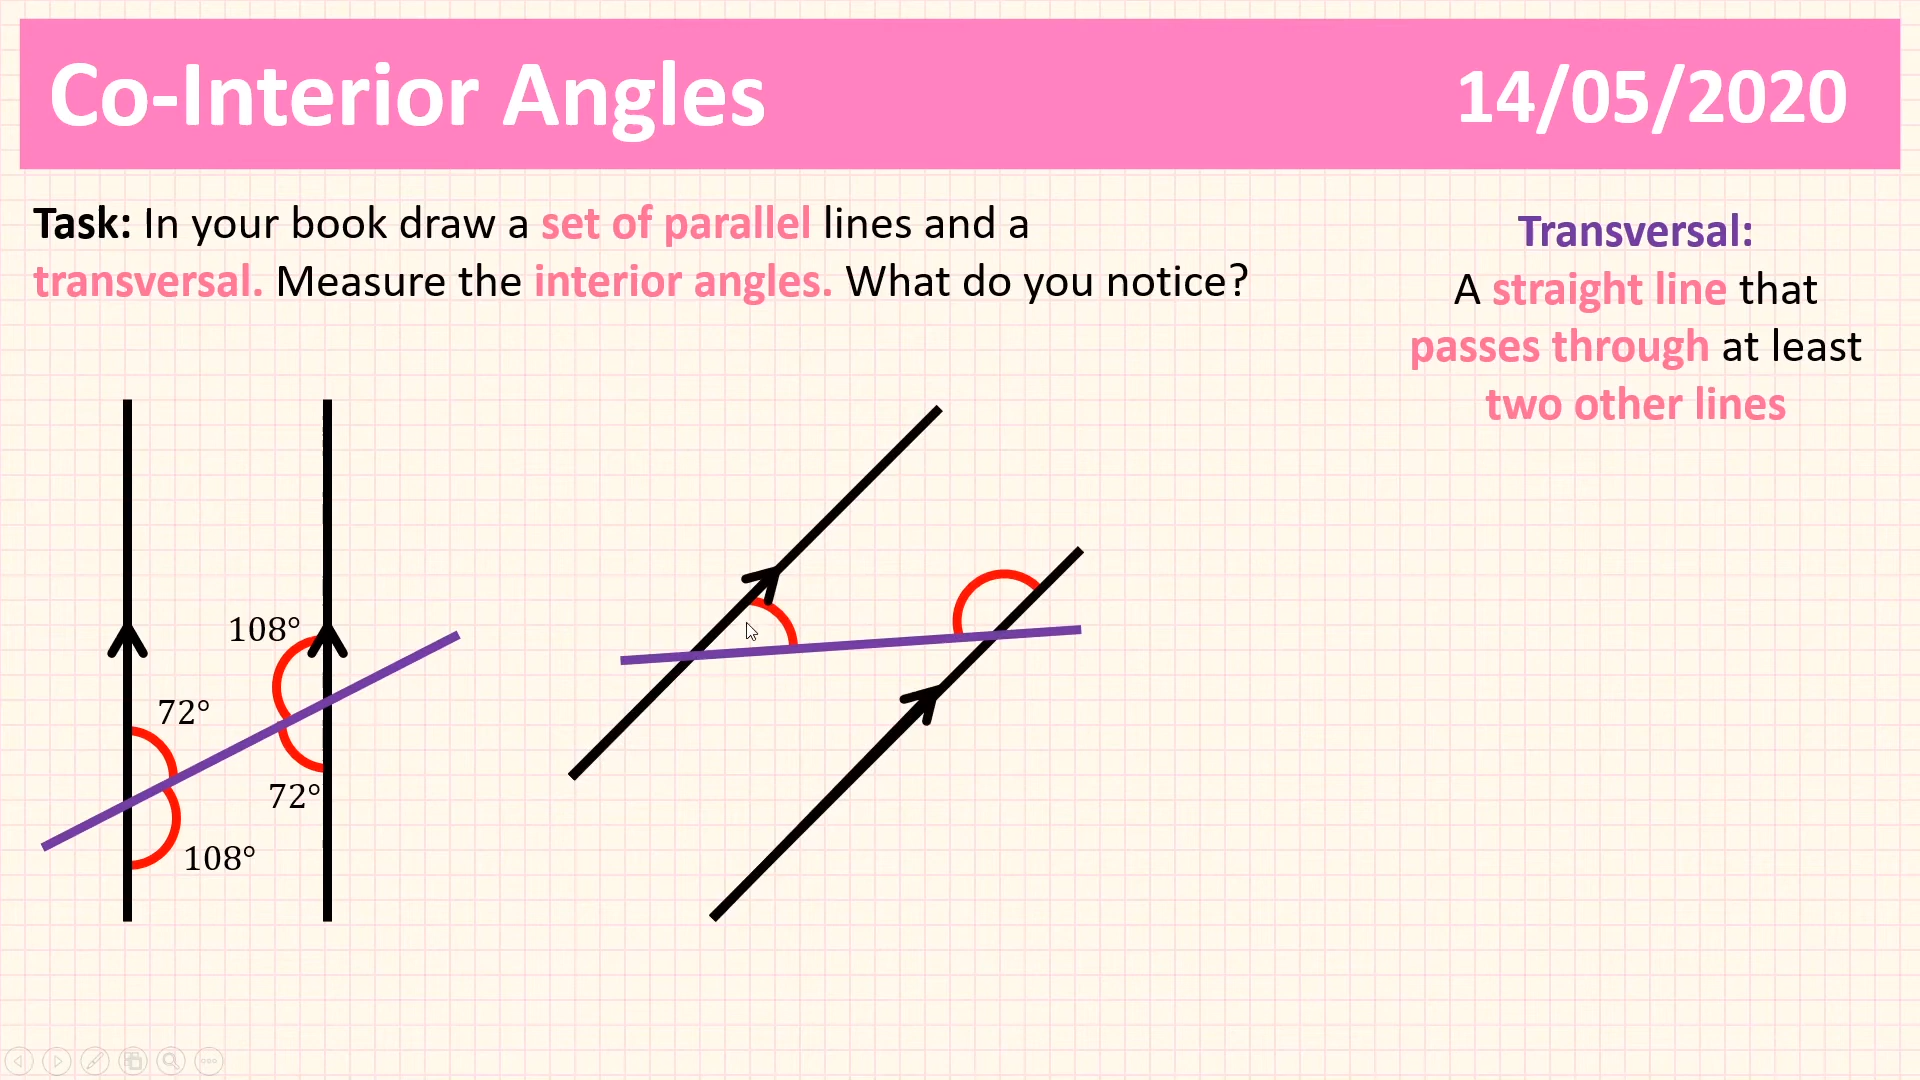 Co-Interior Angles
14/05/2020
Task: In your book draw a set of parallel lines and a
transversal. Measure the interior angles. What do you notice?
Transversal:
A straight line that
passes through at least
two other lines
108°
72°
72°
108°